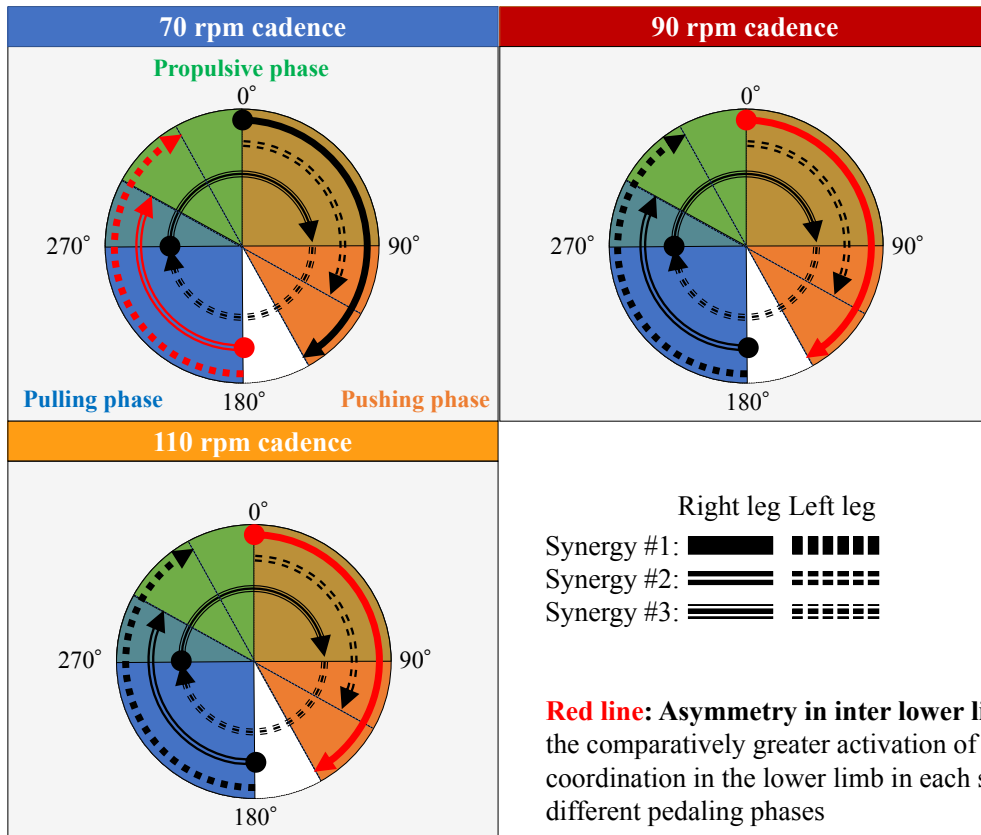 70 rpm cadence
90 rpm cadence
Propulsive phase
0°
270°
90°
Pulling phase
180°
Pushing phase
0°
270°
90°
180°
110 rpm cadence
0°
270°
90°
180°
Right leg Left leg
Synergy #1:
Synergy #2:
Synergy #3:
Red line: Asymmetry in inter lower
the comparatively greater activation of
coordination in the lower limb in each
different pedaling phases